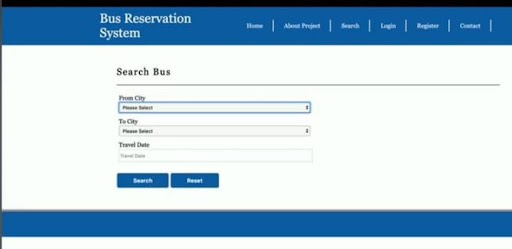 Bus Reservation
System
Home
About Project
Search
Login
Register
Contact
Search Bus
From City
Please Select
To City
Please Select
Travel Date
Travel Date
Search
Reset